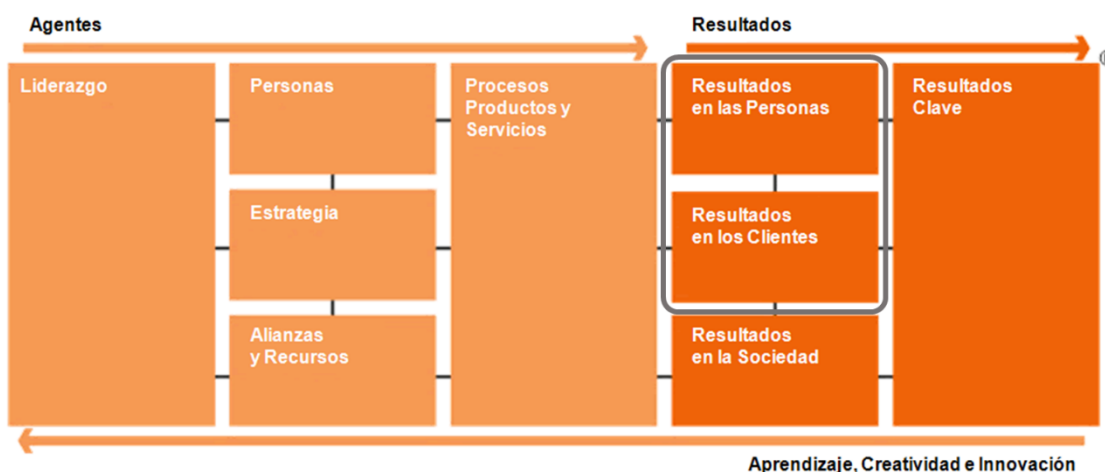 Agentes
Resultados
Liderazgo
Personas
Procesos
Productos y
Servicios
Resultados
en las Personas
Resultados
Clave
Estrategia
Resultados
en los Clientes
Alianzas
y Recursos
Resultados
en la Sociedad
Aprendizaje, Creatividad e Innovación